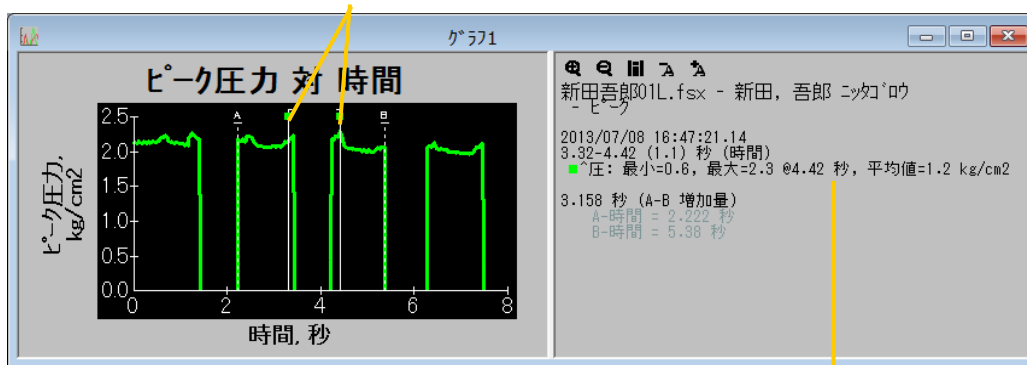 ｸﾞﾗﾌ1
ﾋﾟｰｸ圧力 対 時間
ﾋﾟｰｸ圧力,
kg/cm2
2.5
2.0
1.5
1.0
0.5
0.0
A
B
0 2 4 6 8
時間, 秒
新田吾郎01L.fsx - 新田, 吾郎 ﾆｯﾀｺﾞﾛｳ
- ﾋﾟｰｸ
2013/07/08 16:47:21.14
3.32-4.42 (1.1) 秒 (時間)
^圧: 最小=0.6, 最大=2.3 @4.42 秒, 平均値=1.2 kg/cm2
3.158 秒 (A-B 増加量)
A-時間 = 2.222 秒
B-時間 = 5.38 秒